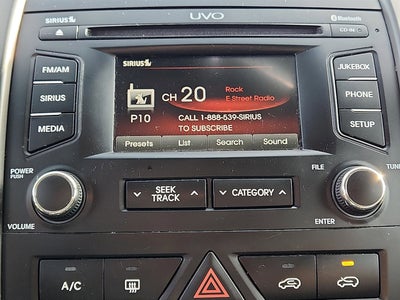 SIRIUS
UVO
Bluetooth
CD-IN
FM/AM
SIRIUS
MEDIA
JUKEBOX
PHONE
SETUP
SIRIUS
CH 20
Rock
E Street Radio
P10
CALL 1-888-539-SIRIUS
TO SUBSCRIBE
Presets
List
Search
Sound
POWER
PUSH
VOLUME
SEEK
TRACK
CATEGORY
FILE
TUNE
ENTER
A/C